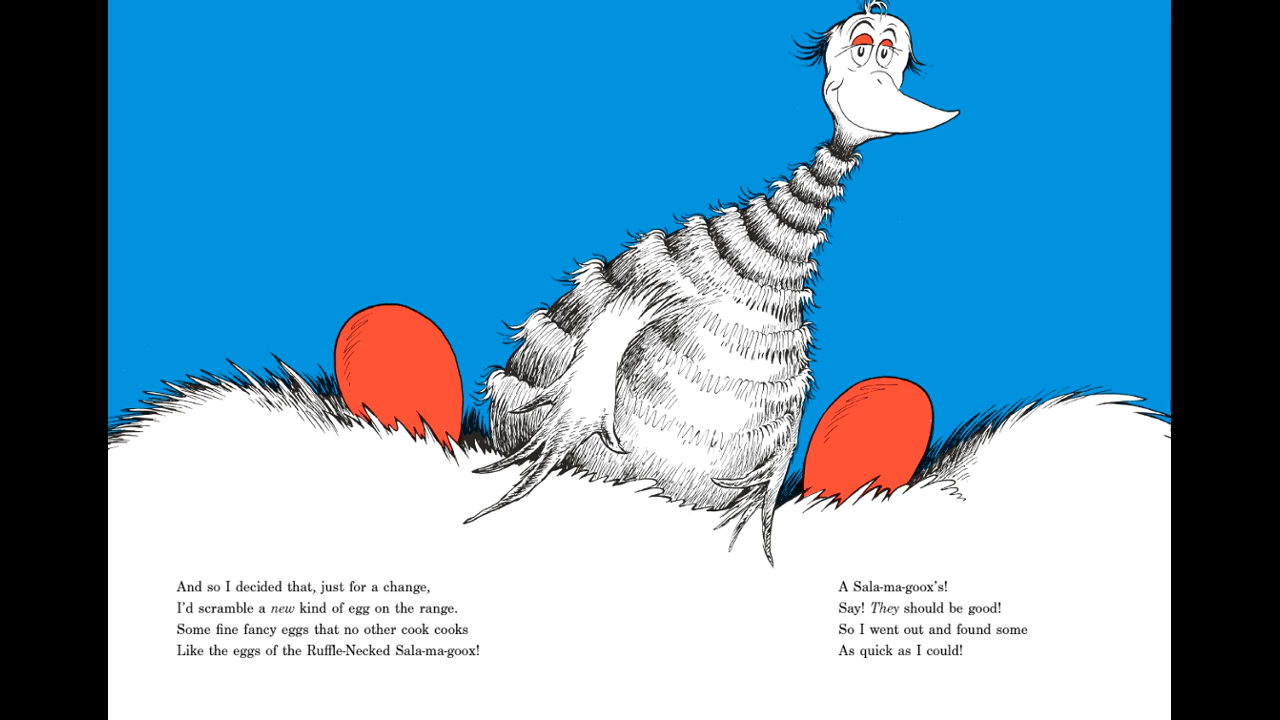 And so I decided that, just for a change,
I’d scramble a new kind of egg on the range.
Some fine fancy eggs that no other cook cooks
Like the eggs of the Ruffle-Necked Sala-ma-goox!
A Sala-ma-goox’s!
Say! They should be good!
So I went out and found some
As quick as I could!